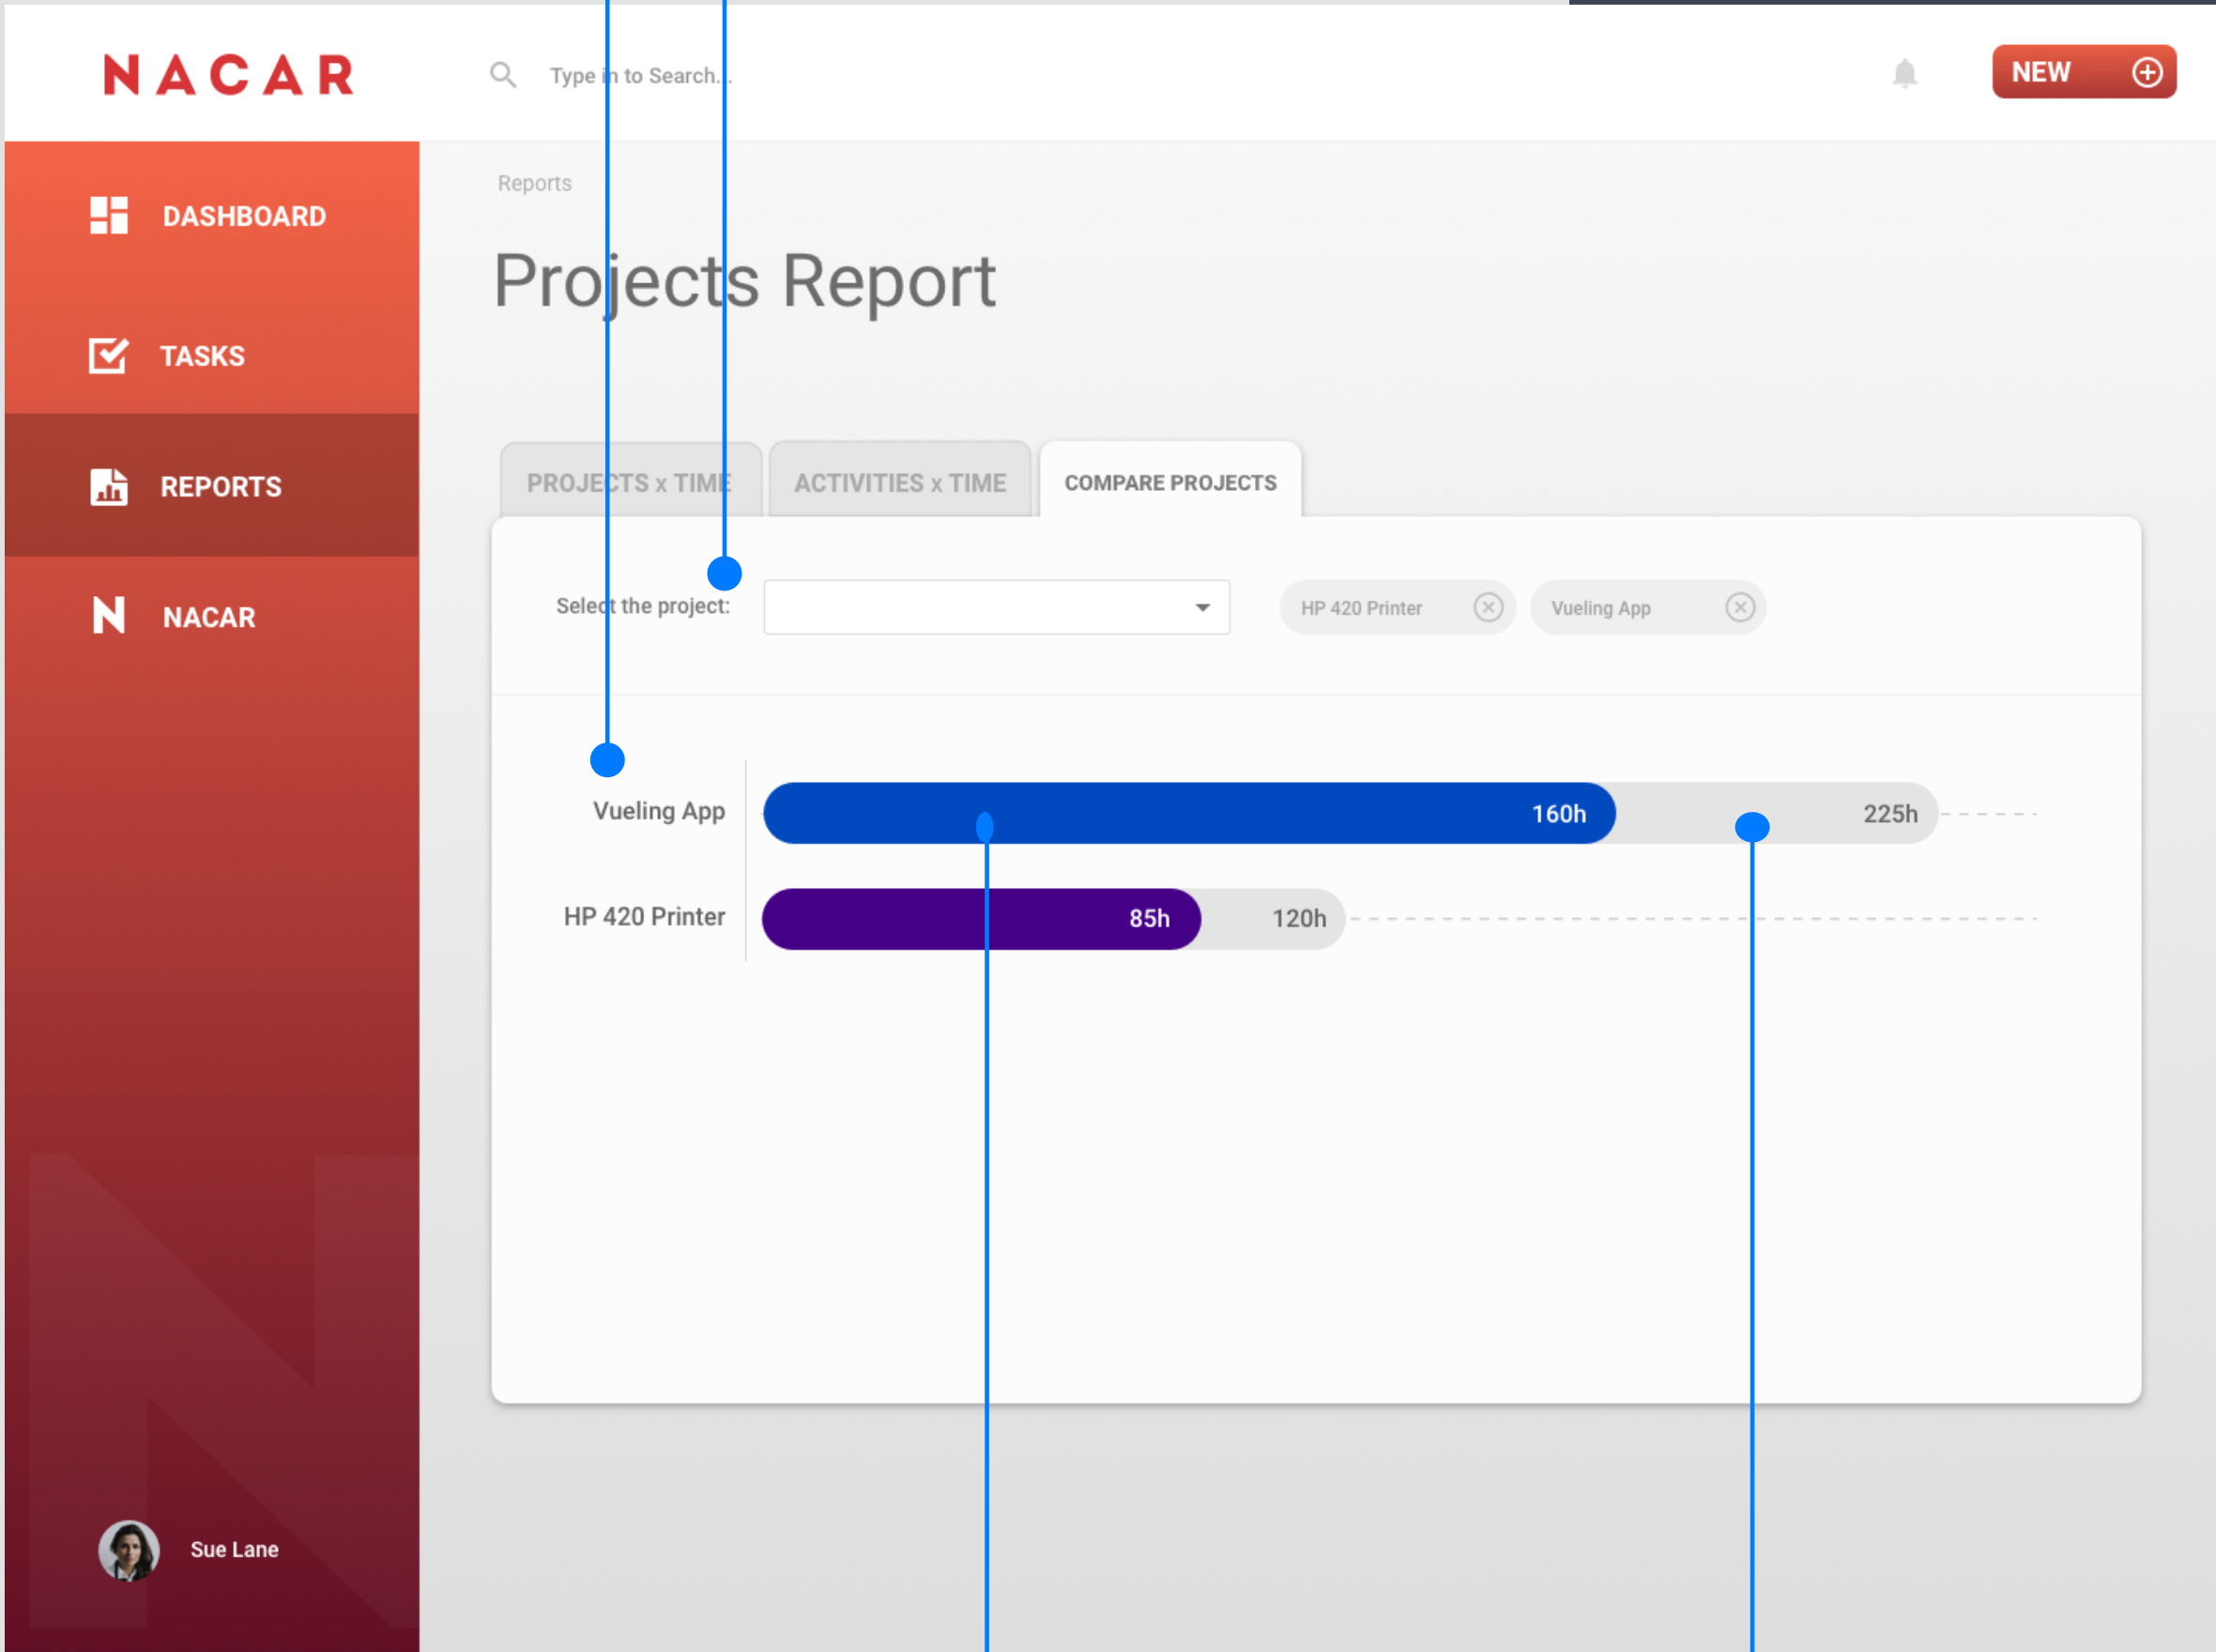 NACAR
Type in to Search...
NEW
DASHBOARD
TASKS
REPORTS
NACAR
Sue Lane
Reports
Projects Report
PROJECTS x TIME
ACTIVITIES x TIME
COMPARE PROJECTS
Select the project:
HP 420 Printer
Vueling App
Vueling App
160h
225h
HP 420 Printer
85h
120h